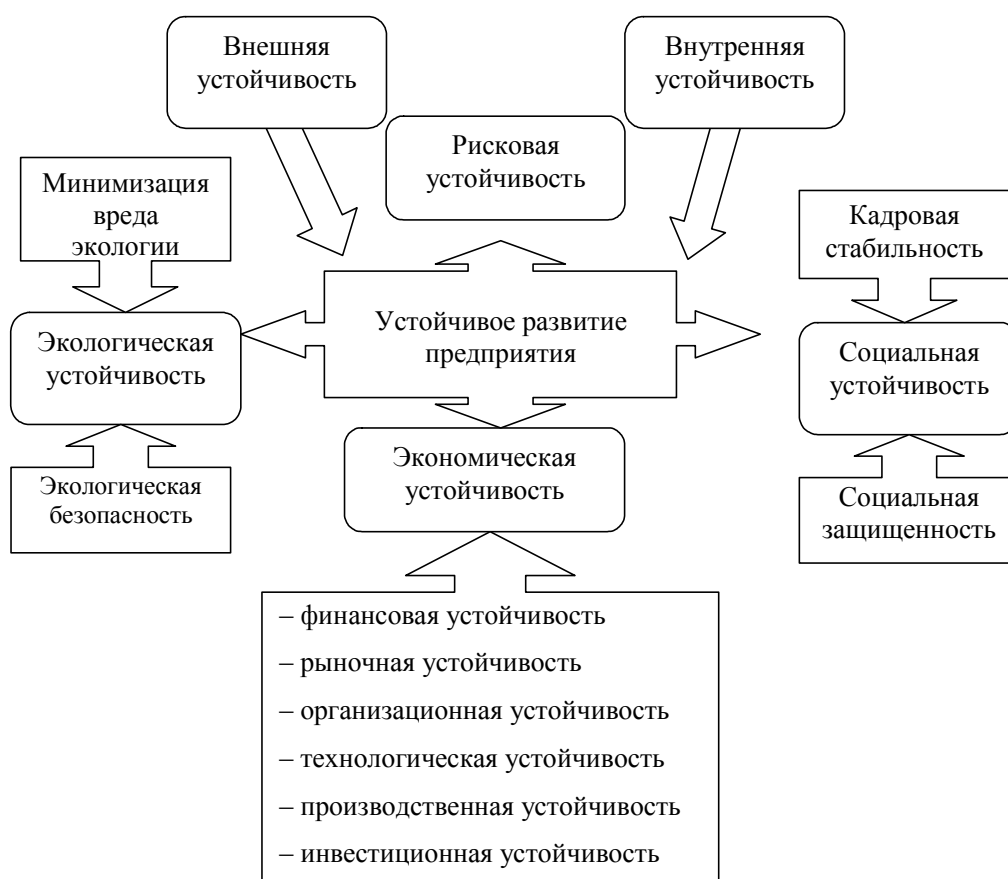 Внешняя
устойчивость
Внутренняя
устойчивость
Рисковая
устойчивость
Минимизация
вреда
экологии
Кадровая
стабильность
Устойчивое развитие
предприятия
Экологическая
устойчивость
Социальная
устойчивость
Экономическая
устойчивость
Экологическая
безопасность
Социальная
защищенность
– финансовая устойчивость
– рыночная устойчивость
– организационная устойчивость
– технологическая устойчивость
– производственная устойчивость
– инвестиционная устойчивость